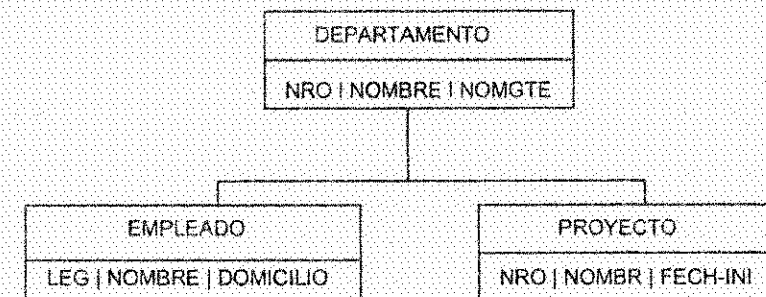 DEPARTAMENTO
NRO | NOMBRE | NOMGTE
EMPLEADO
LEG | NOMBRE | DOMICILIO
PROYECTO
NRO | NOMBR | FECH-INI